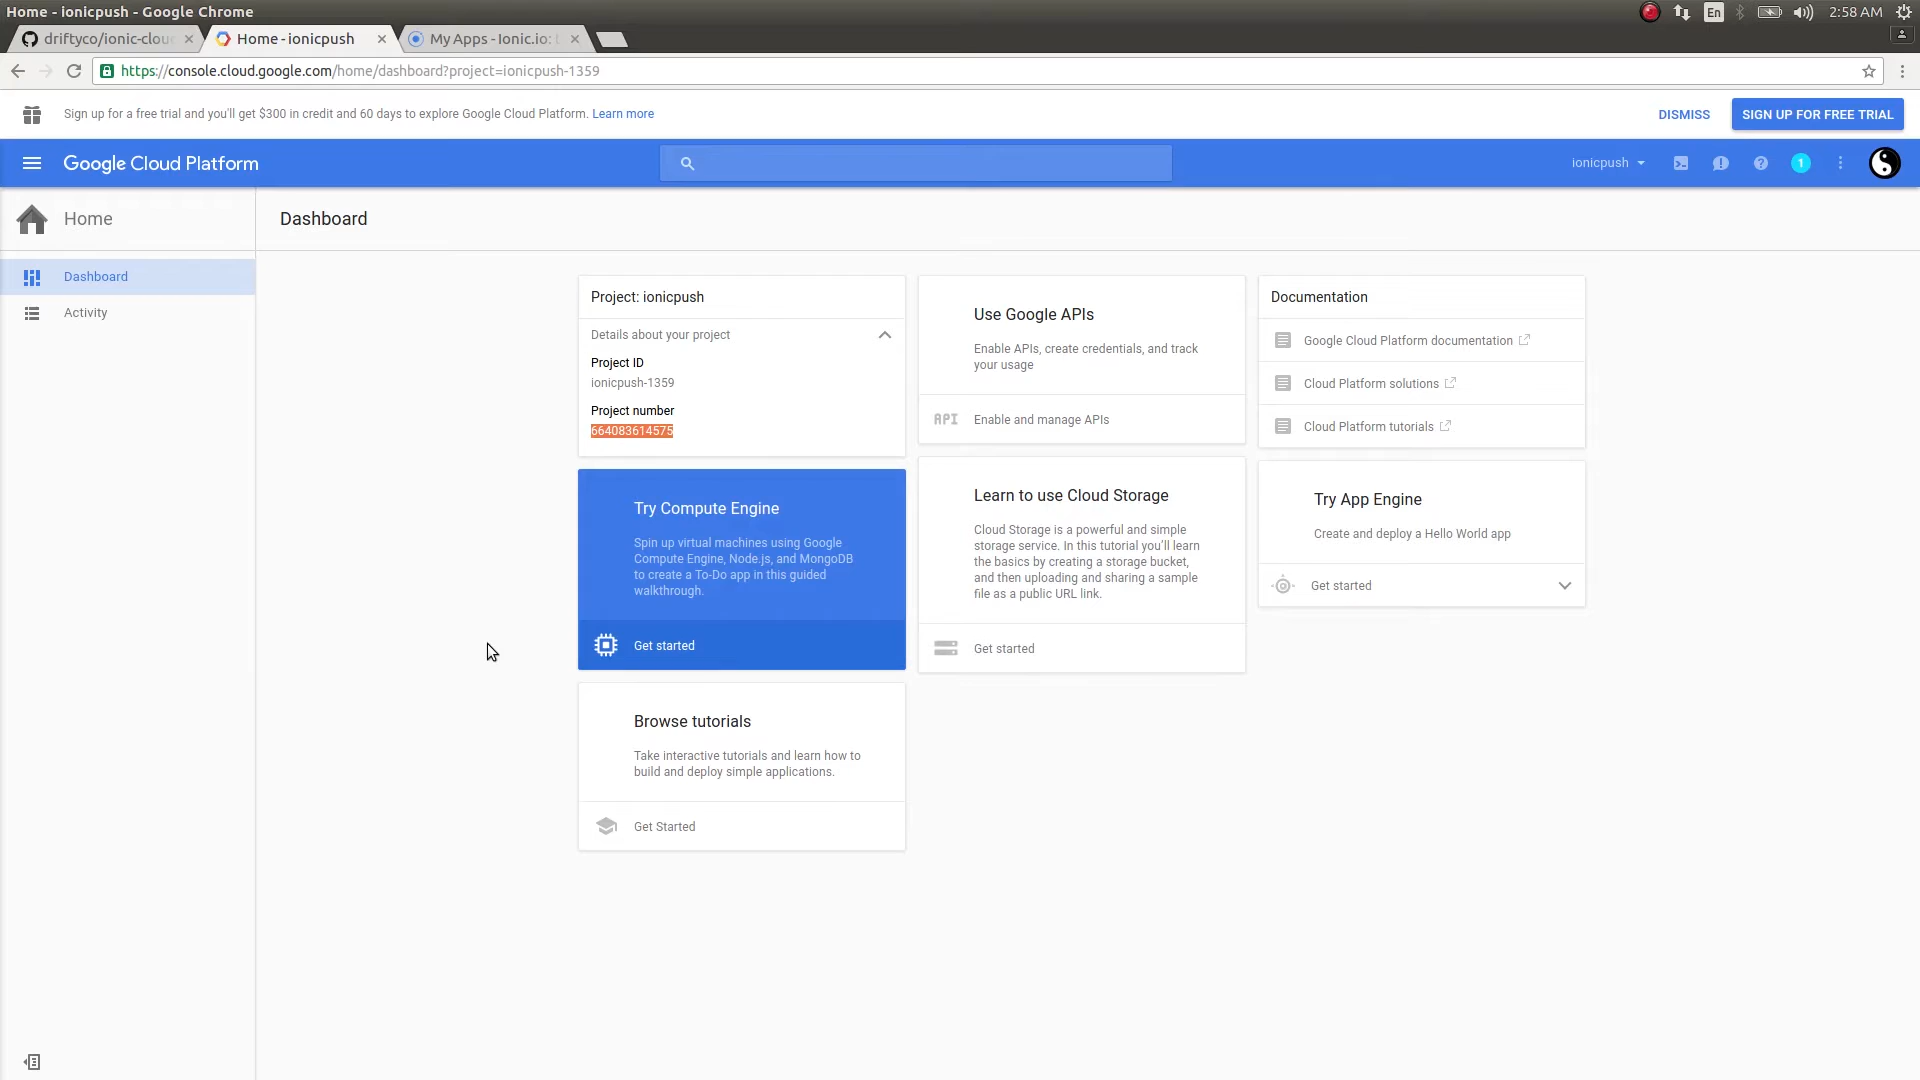 Home - ionicpush - Google Chrome
En
2:58 AM
driftyco/ionic-clou
Home - ionicpush
My Apps - Ionic.io:
https://console.cloud.google.com/home/dashboard?project=ionicpush-1359
Sign up for a free trial and you'll get $300 in credit and 60 days to explore Google Cloud Platform. Learn more
DISMISS
SIGN UP FOR FREE TRIAL
Google Cloud Platform
ionicpush
1
Home
Dashboard
Dashboard
Activity
Project: ionicpush
Details about your project
Project ID
ionicpush-1359
Project number
664083614575
Try Compute Engine
Spin up virtual machines using Google
Compute Engine, Node.js, and MongoDB
to create a To-Do app in this guided
walkthrough.
Get started
Browse tutorials
Take interactive tutorials and learn how to
build and deploy simple applications.
Get Started
Use Google APIs
Enable APIs, create credentials, and track
your usage
API
Enable and manage APIs
Learn to use Cloud Storage
Cloud Storage is a powerful and simple
storage service. In this tutorial you'll learn
the basics by creating a storage bucket,
and then uploading and sharing a sample
file as a public URL link.
Get started
Documentation
Google Cloud Platform documentation
Cloud Platform solutions
Cloud Platform tutorials
Try App Engine
Create and deploy a Hello World app
Get started